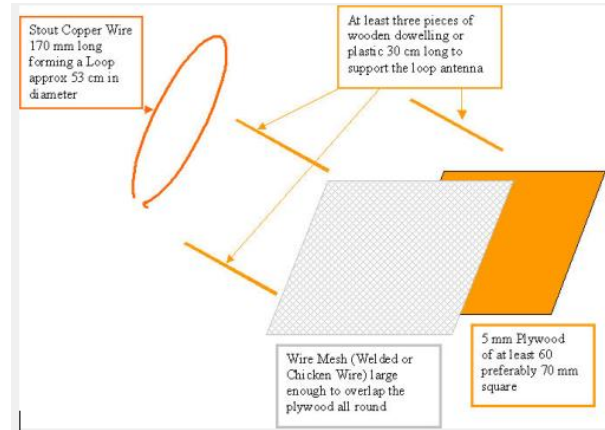 Stout Copper Wire
170 mm long
forming a Loop
approx 53 cm in
diameter
At least three pieces of
wooden dowelling or
plastic 30 cm long to
support the loop antenna
Wire Mesh (Welded or
Chicken Wire) large
enough to overlap the
plywood all round
5 mm Plywood
of at least 60
preferably 70 mm
square